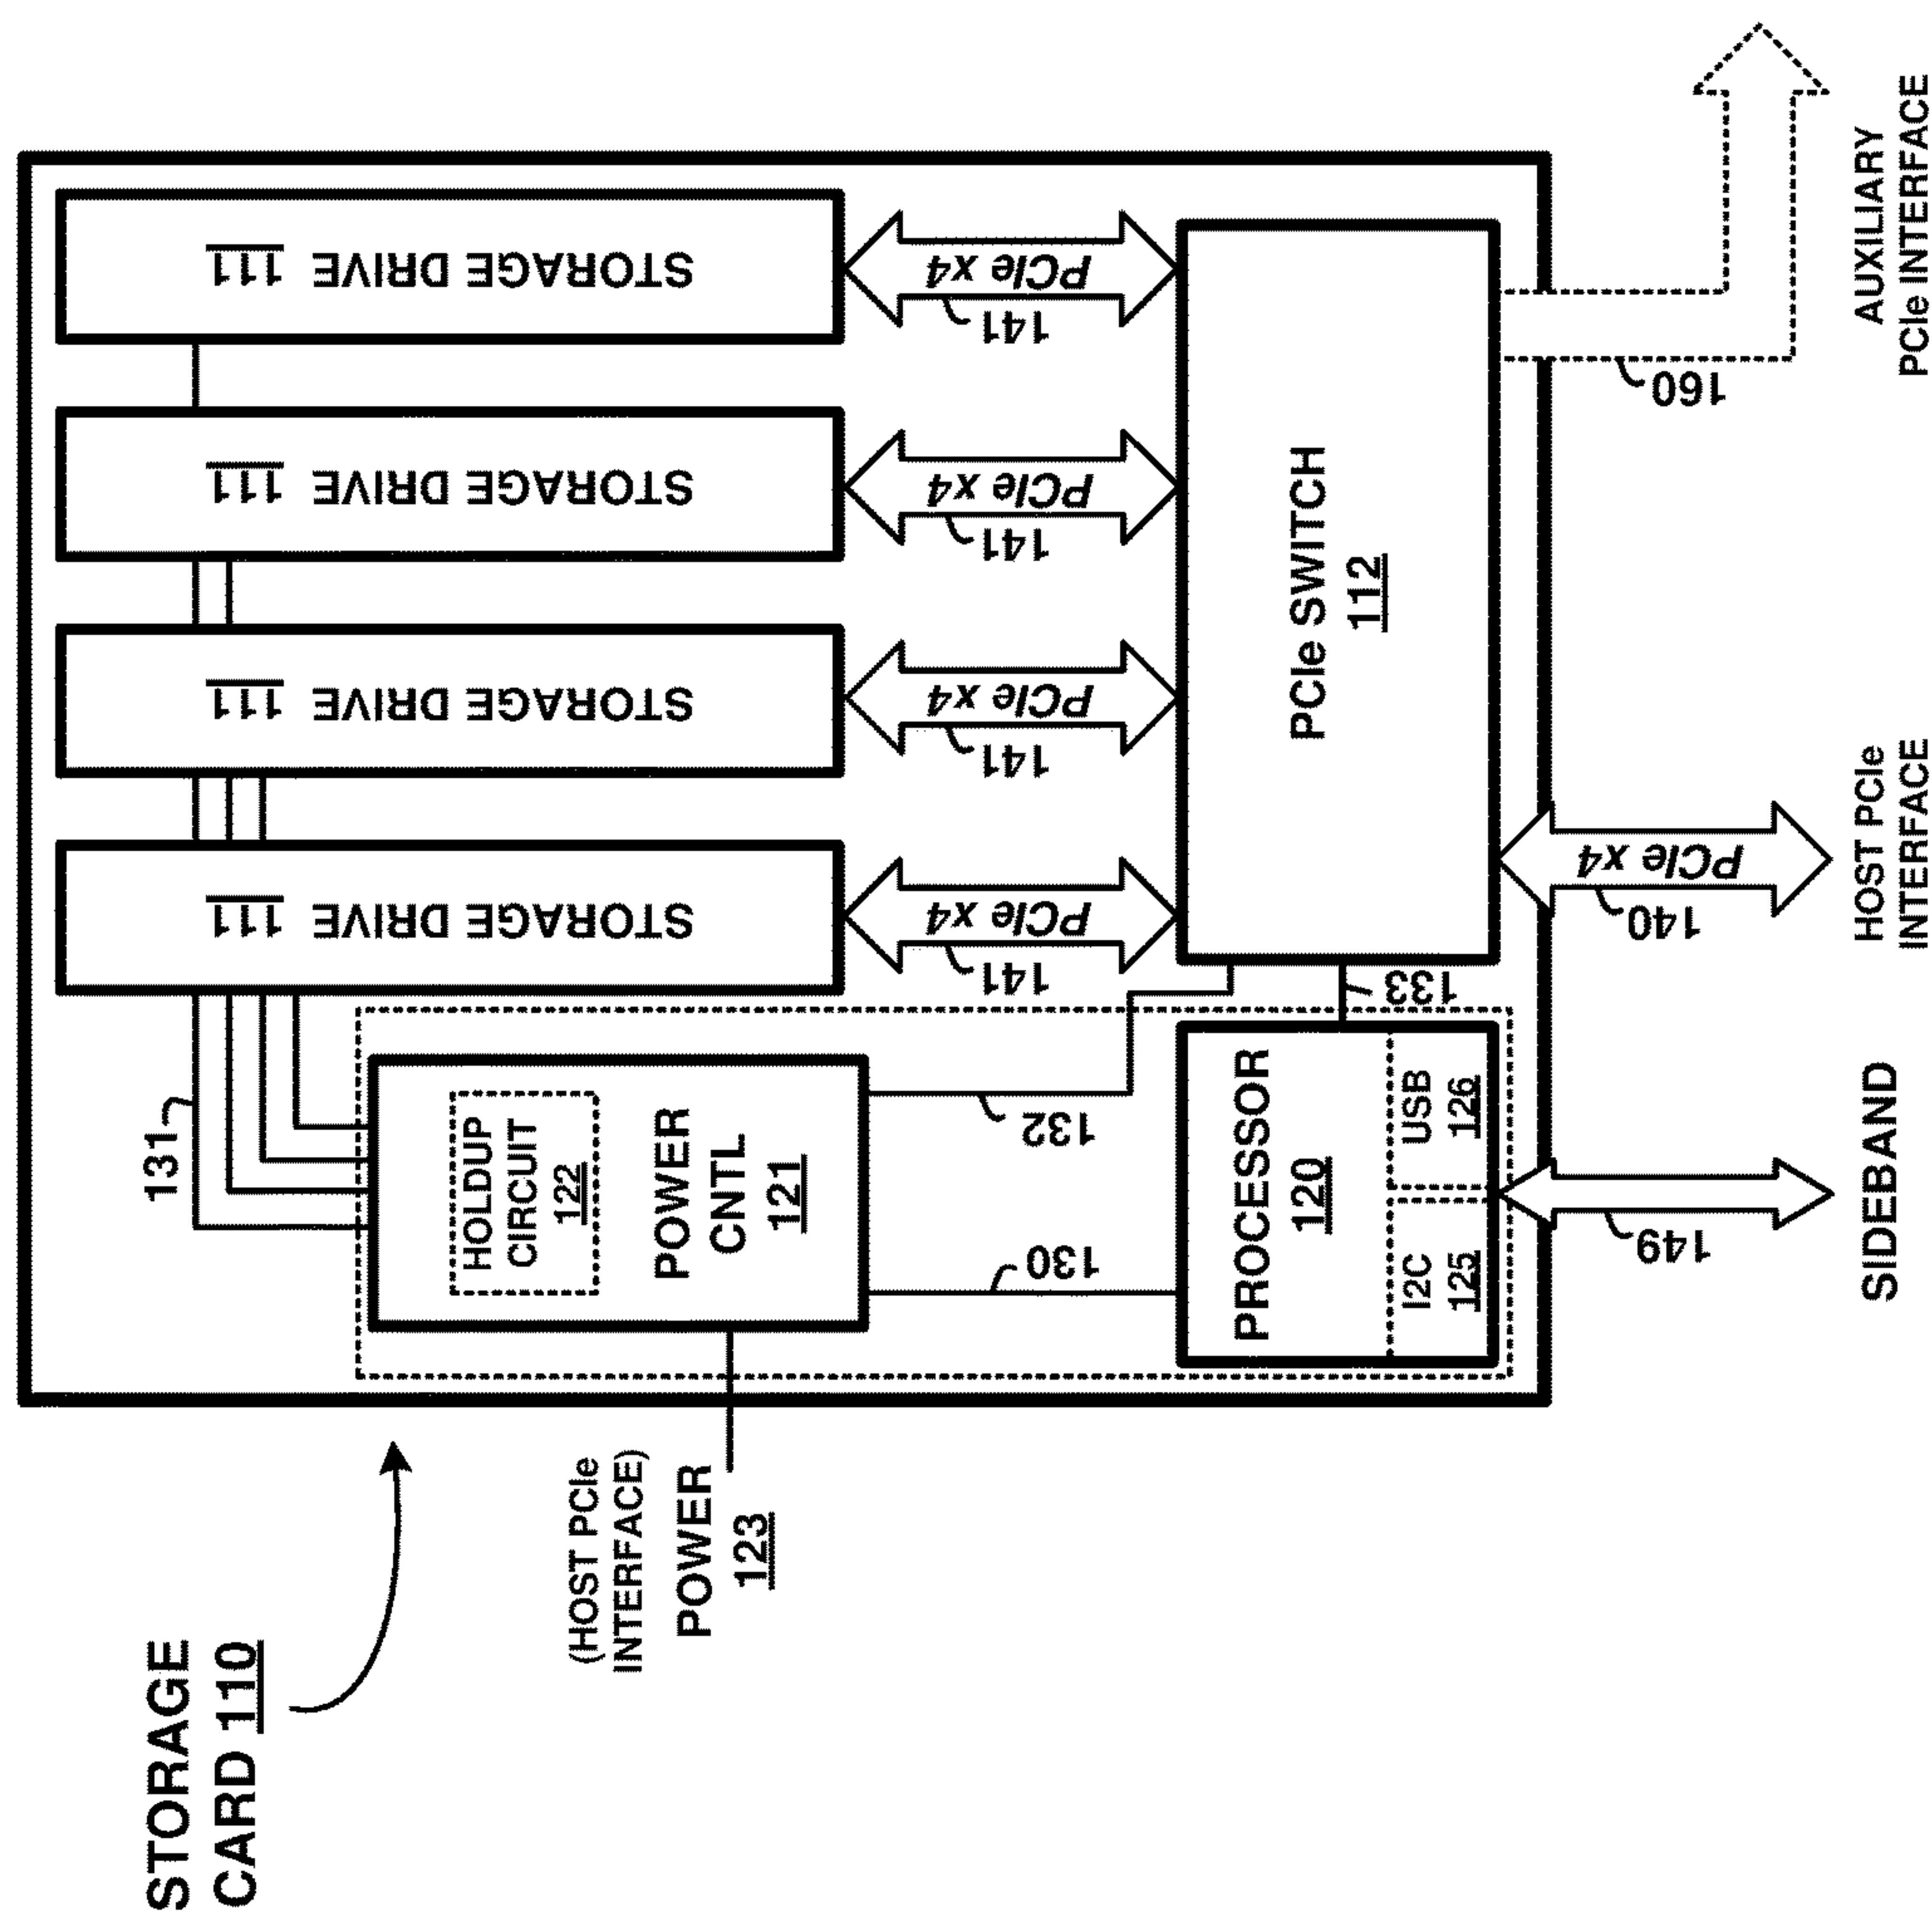 STORAGE
CARD 110
(HOST PCIe
INTERFACE)
POWER
123
131
HOLDUP
CIRCUIT
122
POWER
CNTL
121
130
132
PROCESSOR
120
I2C
125
USB
126
133
149
SIDEBAND
STORAGE DRIVE 111
STORAGE DRIVE 111
STORAGE DRIVE 111
STORAGE DRIVE 111
141
PCIe x4
141
PCIe x4
141
PCIe x4
141
PCIe x4
PCIe SWITCH
112
140
PCIe x4
HOST PCIe
INTERFACE
160
AUXILIARY
PCIe INTERFACE